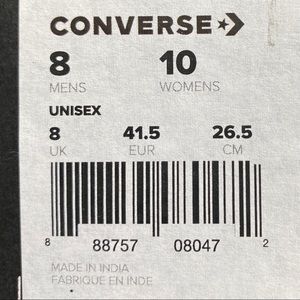 CONVERSE
8 10
MENS WOMENS
UNISEX
8 41.5 26.5
UK EUR CM
8 88757 08047 2
MADE IN INDIA
FABRIQUE EN INDE